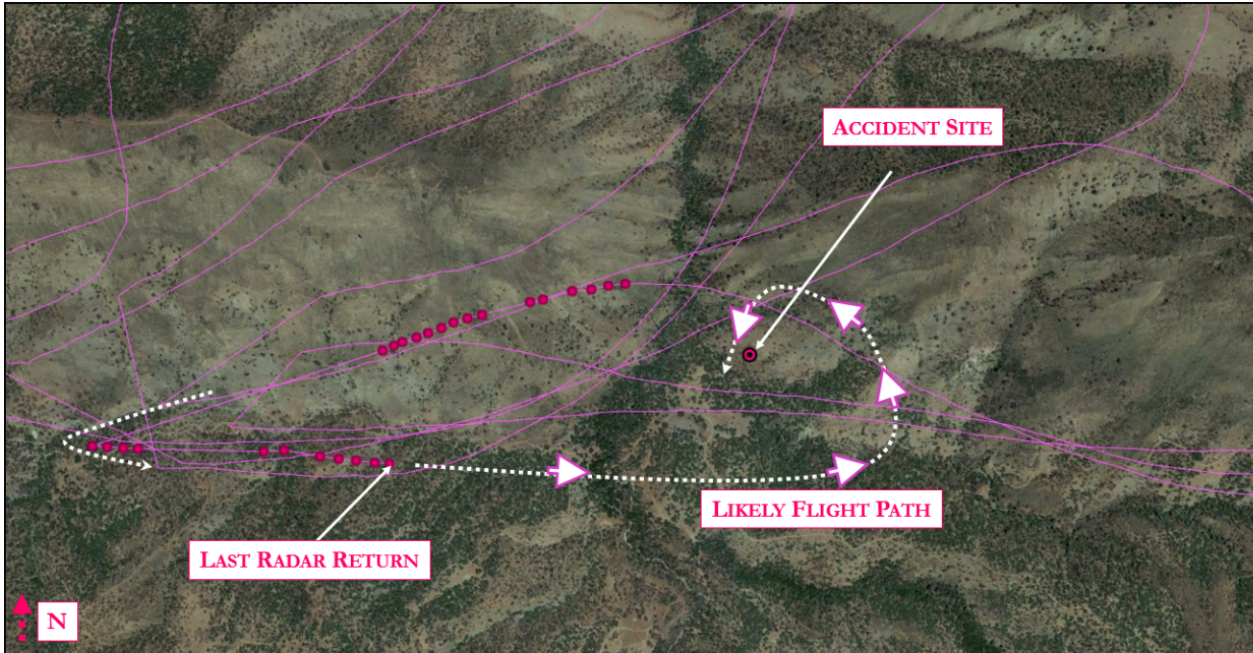 ACCIDENT SITE
LIKELY FLIGHT PATH
LAST RADAR RETURN
N